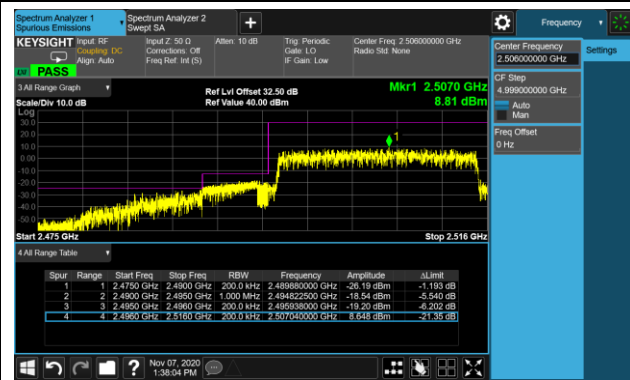 Spectrum Analyzer 1
Spurious Emissions
Spectrum Analyzer 2
Swept SA
Frequency
KEYSIGHT Input: RF
Coupling: DC
Align: Auto
Input Z: 50 Ω
Corrections: Off
Freq Ref: Int (S)
Atten: 10 dB
Trig: Periodic
Gate: LO
IF Gain: Low
Center Freq: 2.506000000 GHz
Radio Std: None
PASS
Center Frequency
2.506000000 GHz
Settings
CF Step
4.999000000 GHz
Auto
Man
Freq Offset
0 Hz
3 All Range Graph
Ref Lvl Offset 32.50 dB
Mkr1 2.5070 GHz
Scale/Div 10.0 dB
Ref Value 40.00 dBm
8.81 dBm
Log
30.0
20.0
10.0
0.00
-10.0
-20.0
-30.0
-40.0
-50.0
1
Start 2.475 GHz
Stop 2.516 GHz
4 All Range Table
Spur Range Start Freq Stop Freq RBW Frequency Amplitude ΔLimit
1 1 2.4750 GHz 2.4900 GHz 200.0 kHz 2.489880000 GHz -26.19 dBm -1.193 dB
2 2 2.4900 GHz 2.4950 GHz 1.000 MHz 2.494822500 GHz -18.54 dBm -5.540 dB
3 3 2.4950 GHz 2.4960 GHz 200.0 kHz 2.495938000 GHz -19.20 dBm -6.202 dB
4 4 2.4960 GHz 2.5160 GHz 200.0 kHz 2.507040000 GHz 8.648 dBm -21.35 dB
Nov 07, 2020
1:38:04 PM